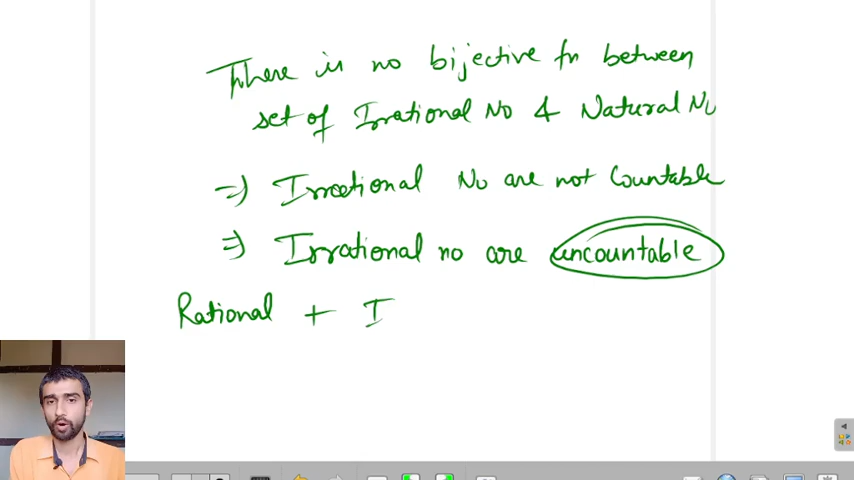 There is no bijective fn between
set of Irrational No & Natural No
=> Irrational No are not Countable
=> Irrational no are uncountable
Rational + I